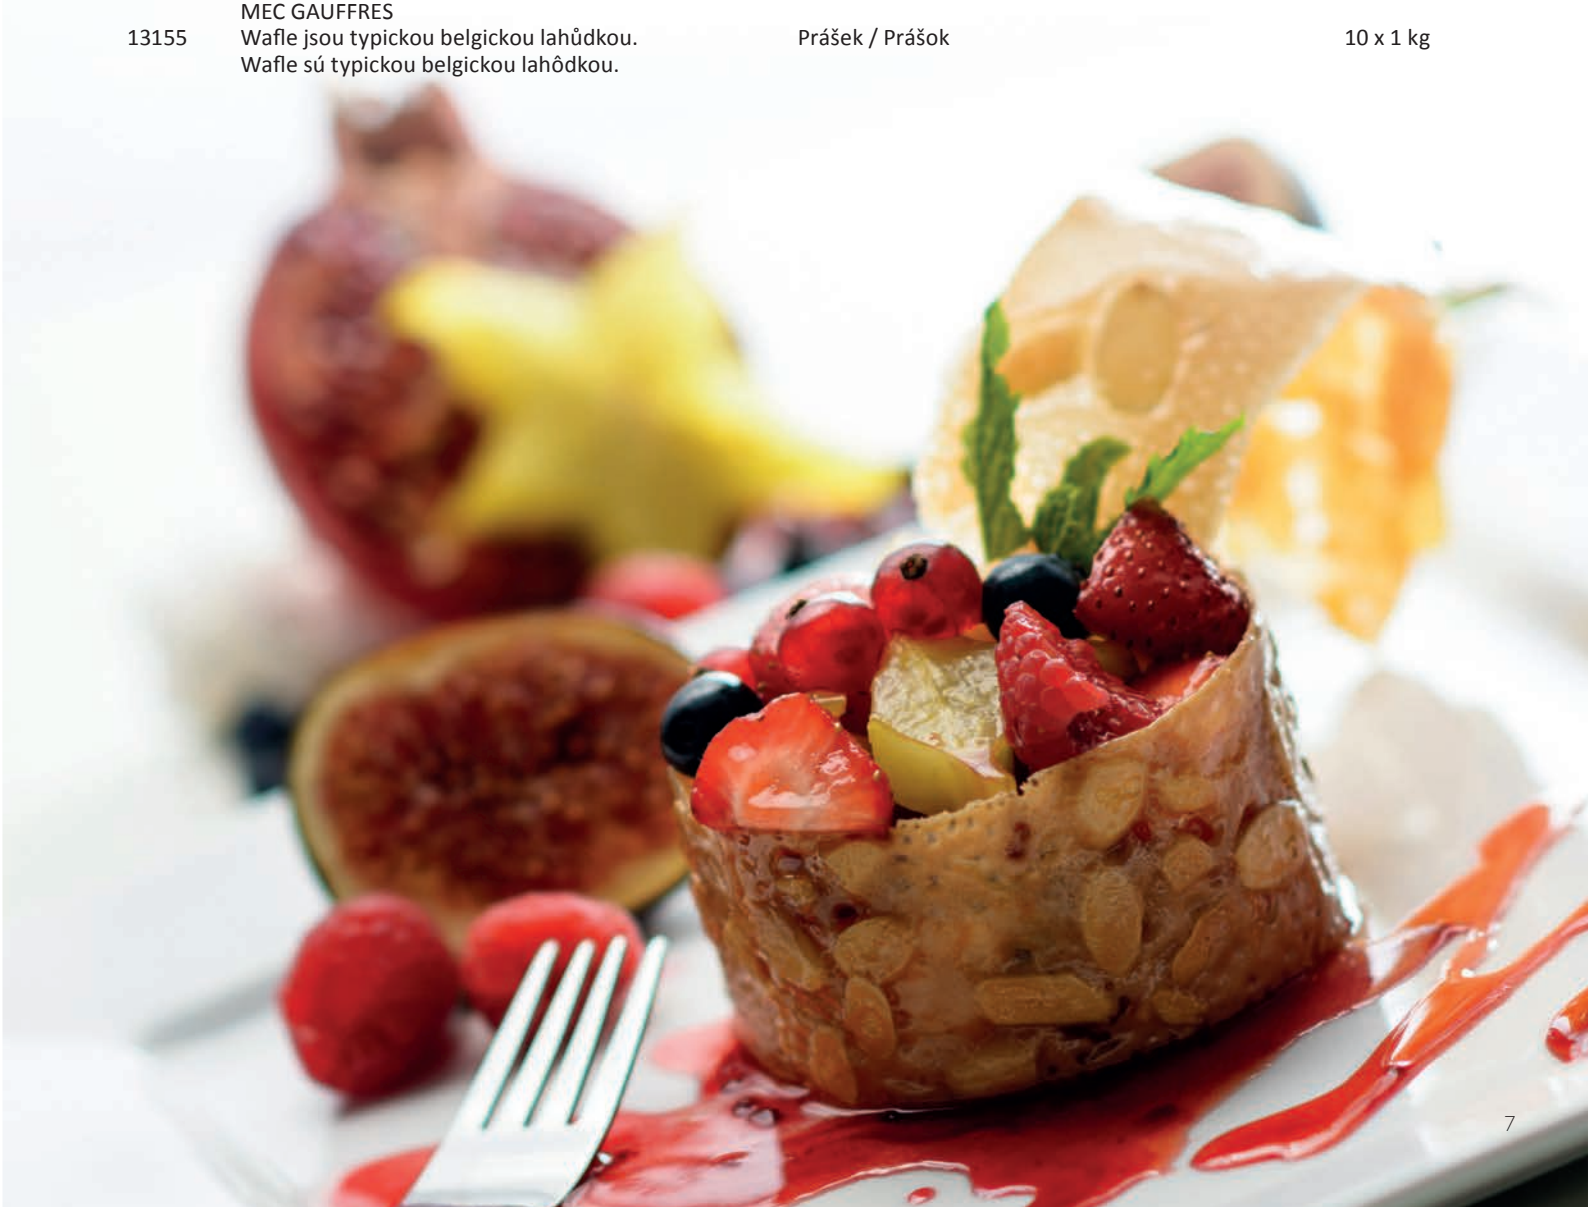 MEC GAUFFRES
13155 Wafle jsou typickou belgickou lahůdkou. Prášek / Prášok 10 x 1 kg
Wafle sú typickou belgickou lahôdkou.
7